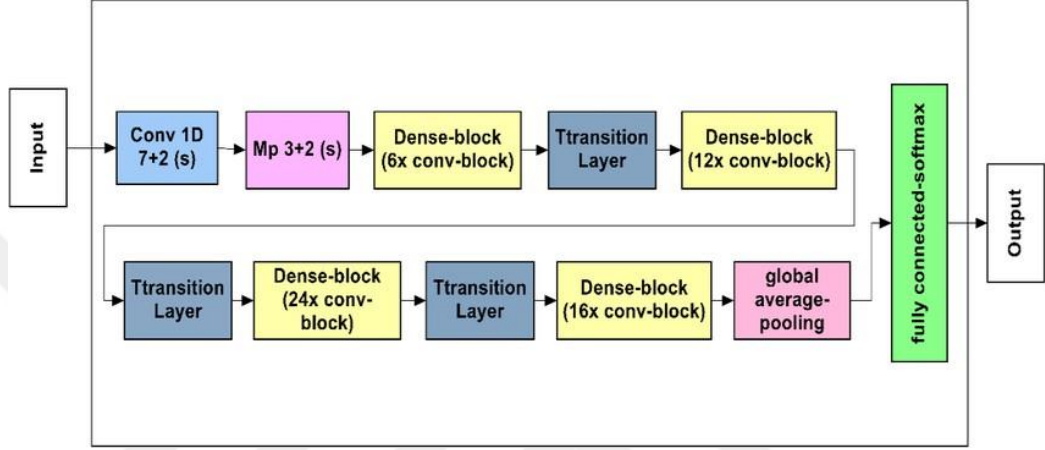 Input
Conv 1D
7+2 (s)
Mp 3+2 (s)
Dense-block
(6x conv-block)
Ttransition
Layer
Dense-block
(12x conv-block)
Ttransition
Layer
Dense-block
(24x conv-
block)
Ttransition
Layer
Dense-block
(16x conv-block)
global
average-
pooling
fully connected-softmax
Output